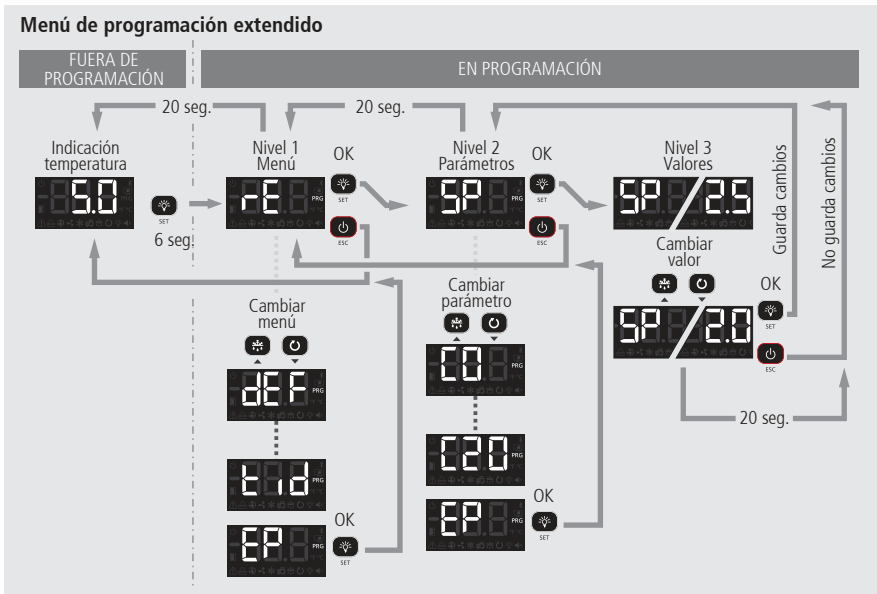 Menú de programación extendido
FUERA DE
PROGRAMACIÓN
EN PROGRAMACIÓN
20 seg.
20 seg.
Indicación
temperatura
Nivel 1
Menú
OK
Nivel 2
Parámetros
OK
Nivel 3
Valores
5.0
SET
6 seg.
rE
PRG
SET
ESC
SP
PRG
SET
ESC
SP
2.5
Guarda cambios
No guarda cambios
Cambiar
valor
OK
SP
2.0
SET
ESC
20 seg.
Cambiar
menú
dEF
PRG
tid
PRG
EP
PRG
OK
SET
Cambiar
parámetro
C0
PRG
C20
PRG
EP
PRG
OK
SET